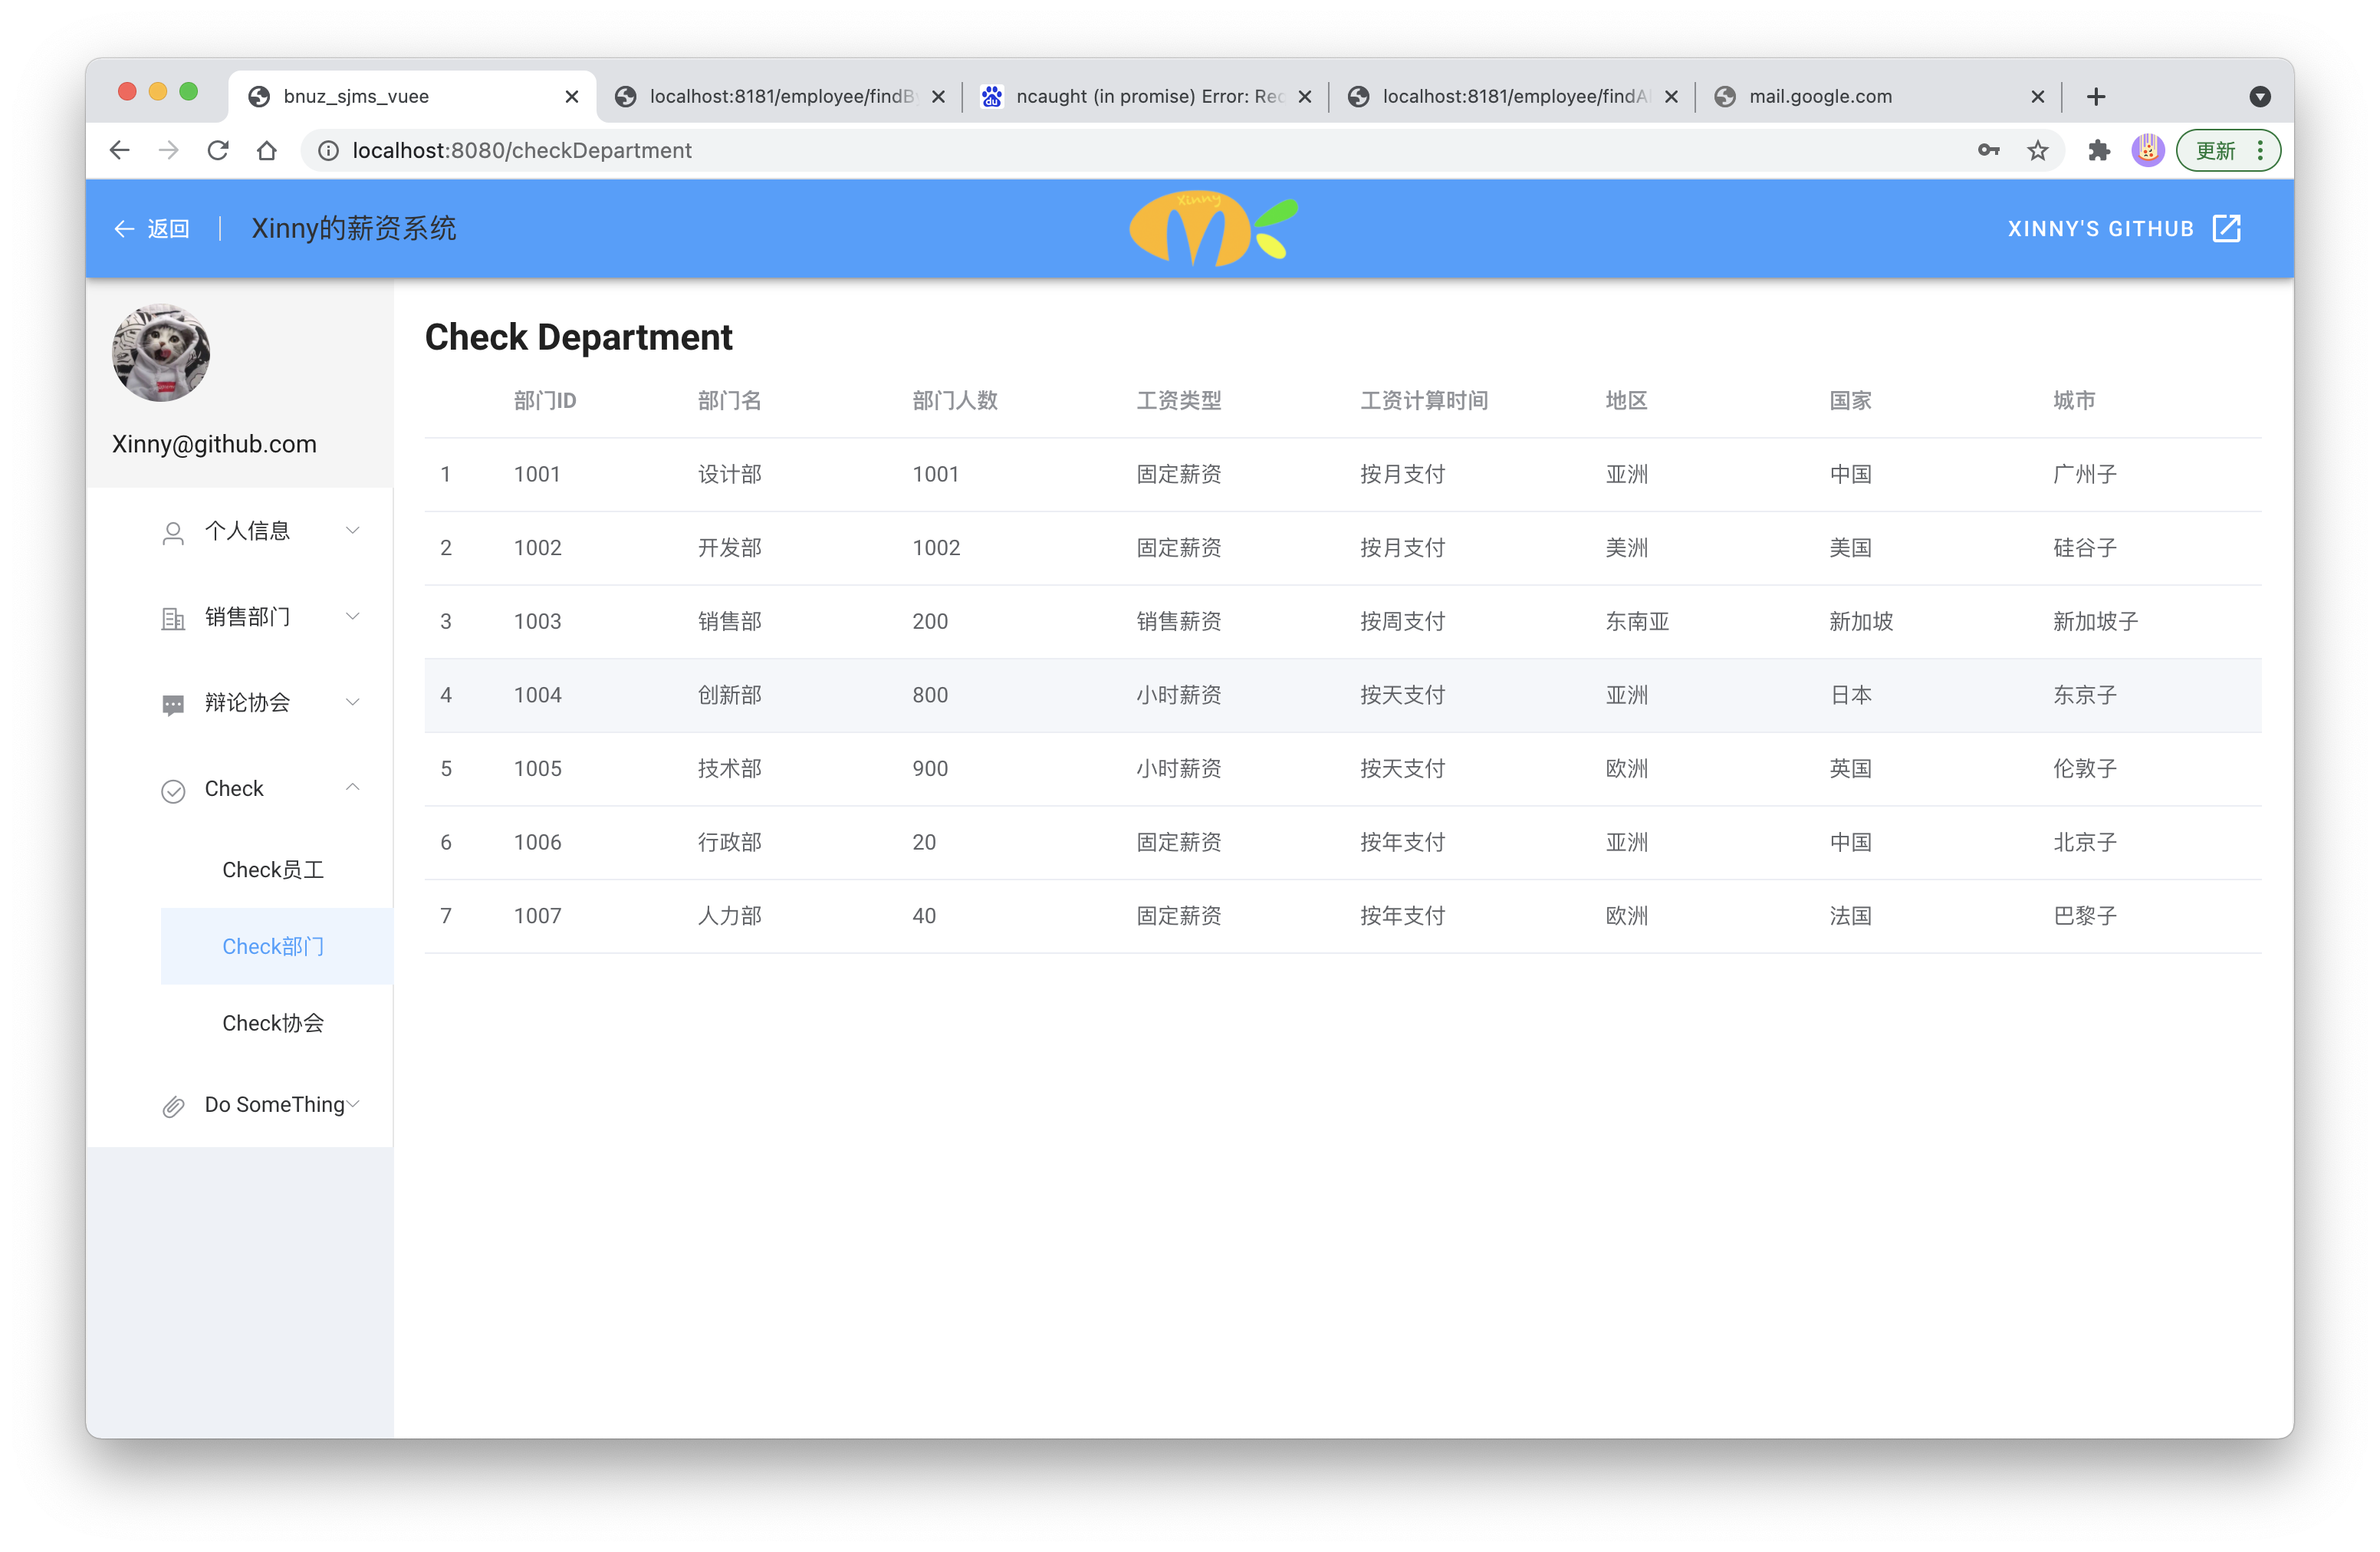 bnuz_sjms_vuee
localhost:8181/employee/findBy
ncaught (in promise) Error: Rec
localhost:8181/employee/findAl
mail.google.com
localhost:8080/checkDepartment
更新
返回
Xinny的薪资系统
xinny
XINNY'S GITHUB
Xinny@github.com
个人信息
销售部门
辩论协会
Check
Check员工
Check部门
Check协会
Do SomeThing
Check Department
部门ID 部门名 部门人数 工资类型 工资计算时间 地区 国家 城市
1 1001 设计部 1001 固定薪资 按月支付 亚洲 中国 广州子
2 1002 开发部 1002 固定薪资 按月支付 美洲 美国 硅谷子
3 1003 销售部 200 销售薪资 按周支付 东南亚 新加坡 新加坡子
4 1004 创新部 800 小时薪资 按天支付 亚洲 日本 东京子
5 1005 技术部 900 小时薪资 按天支付 欧洲 英国 伦敦子
6 1006 行政部 20 固定薪资 按年支付 亚洲 中国 北京子
7 1007 人力部 40 固定薪资 按年支付 欧洲 法国 巴黎子